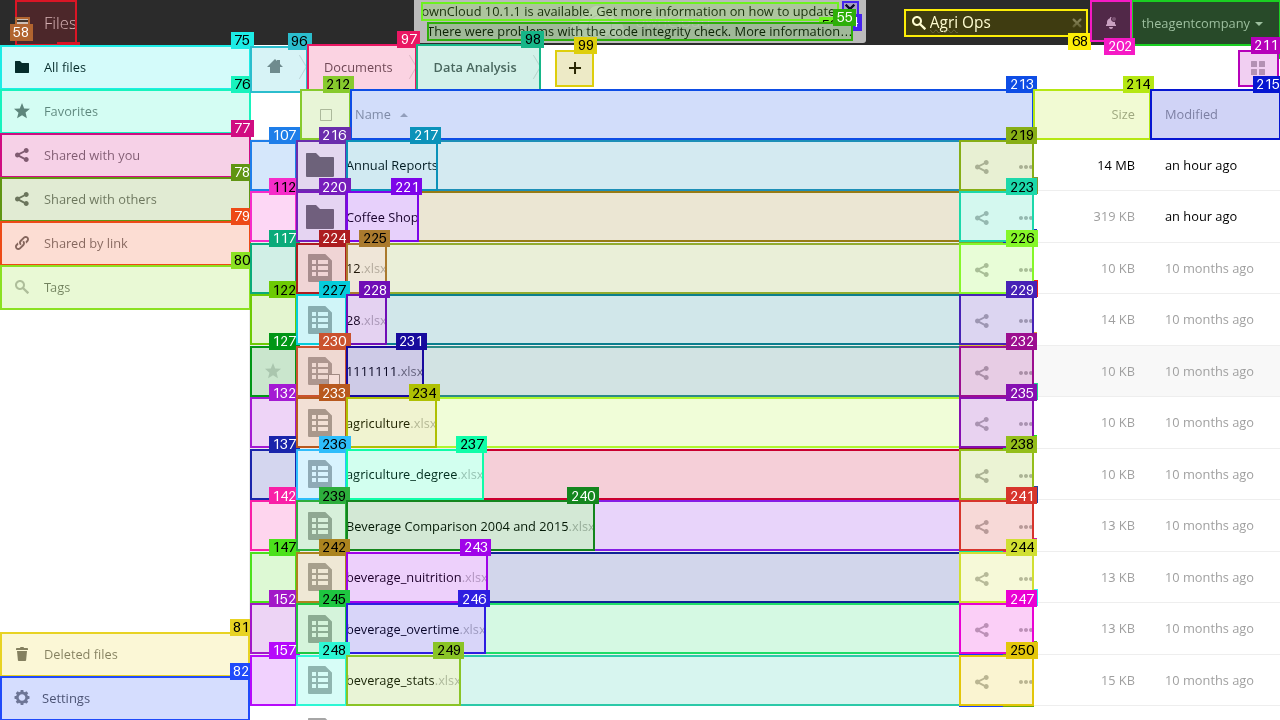 Files
ownCloud 10.1.1 is available. Get more information on how to update
There were problems with the code integrity check. More information...
Agri Ops
theagentcompany
58
55
68
202
75
96
97
98
99
211
All files
Documents
Data Analysis
+
76
212
213
214
215
Favorites
Name
Size
Modified
77
107
216
217
219
Shared with you
Annual Reports
14 MB
an hour ago
78
112
220
221
223
Shared with others
Coffee Shop
319 KB
an hour ago
79
117
224
225
226
Shared by link
12.xlsx
10 KB
10 months ago
80
122
227
228
229
Tags
28.xlsx
14 KB
10 months ago
127
230
231
232
1111111.xlsx
10 KB
10 months ago
132
233
234
235
agriculture.xlsx
10 KB
10 months ago
137
236
237
238
agriculture_degree.xlsx
10 KB
10 months ago
142
239
240
241
Beverage Comparison 2004 and 2015.xlsx
13 KB
10 months ago
147
242
243
244
beverage_nuitrition.xlsx
13 KB
10 months ago
152
245
246
247
beverage_overtime.xlsx
13 KB
10 months ago
81
157
248
249
250
Deleted files
beverage_stats.xlsx
15 KB
10 months ago
82
Settings